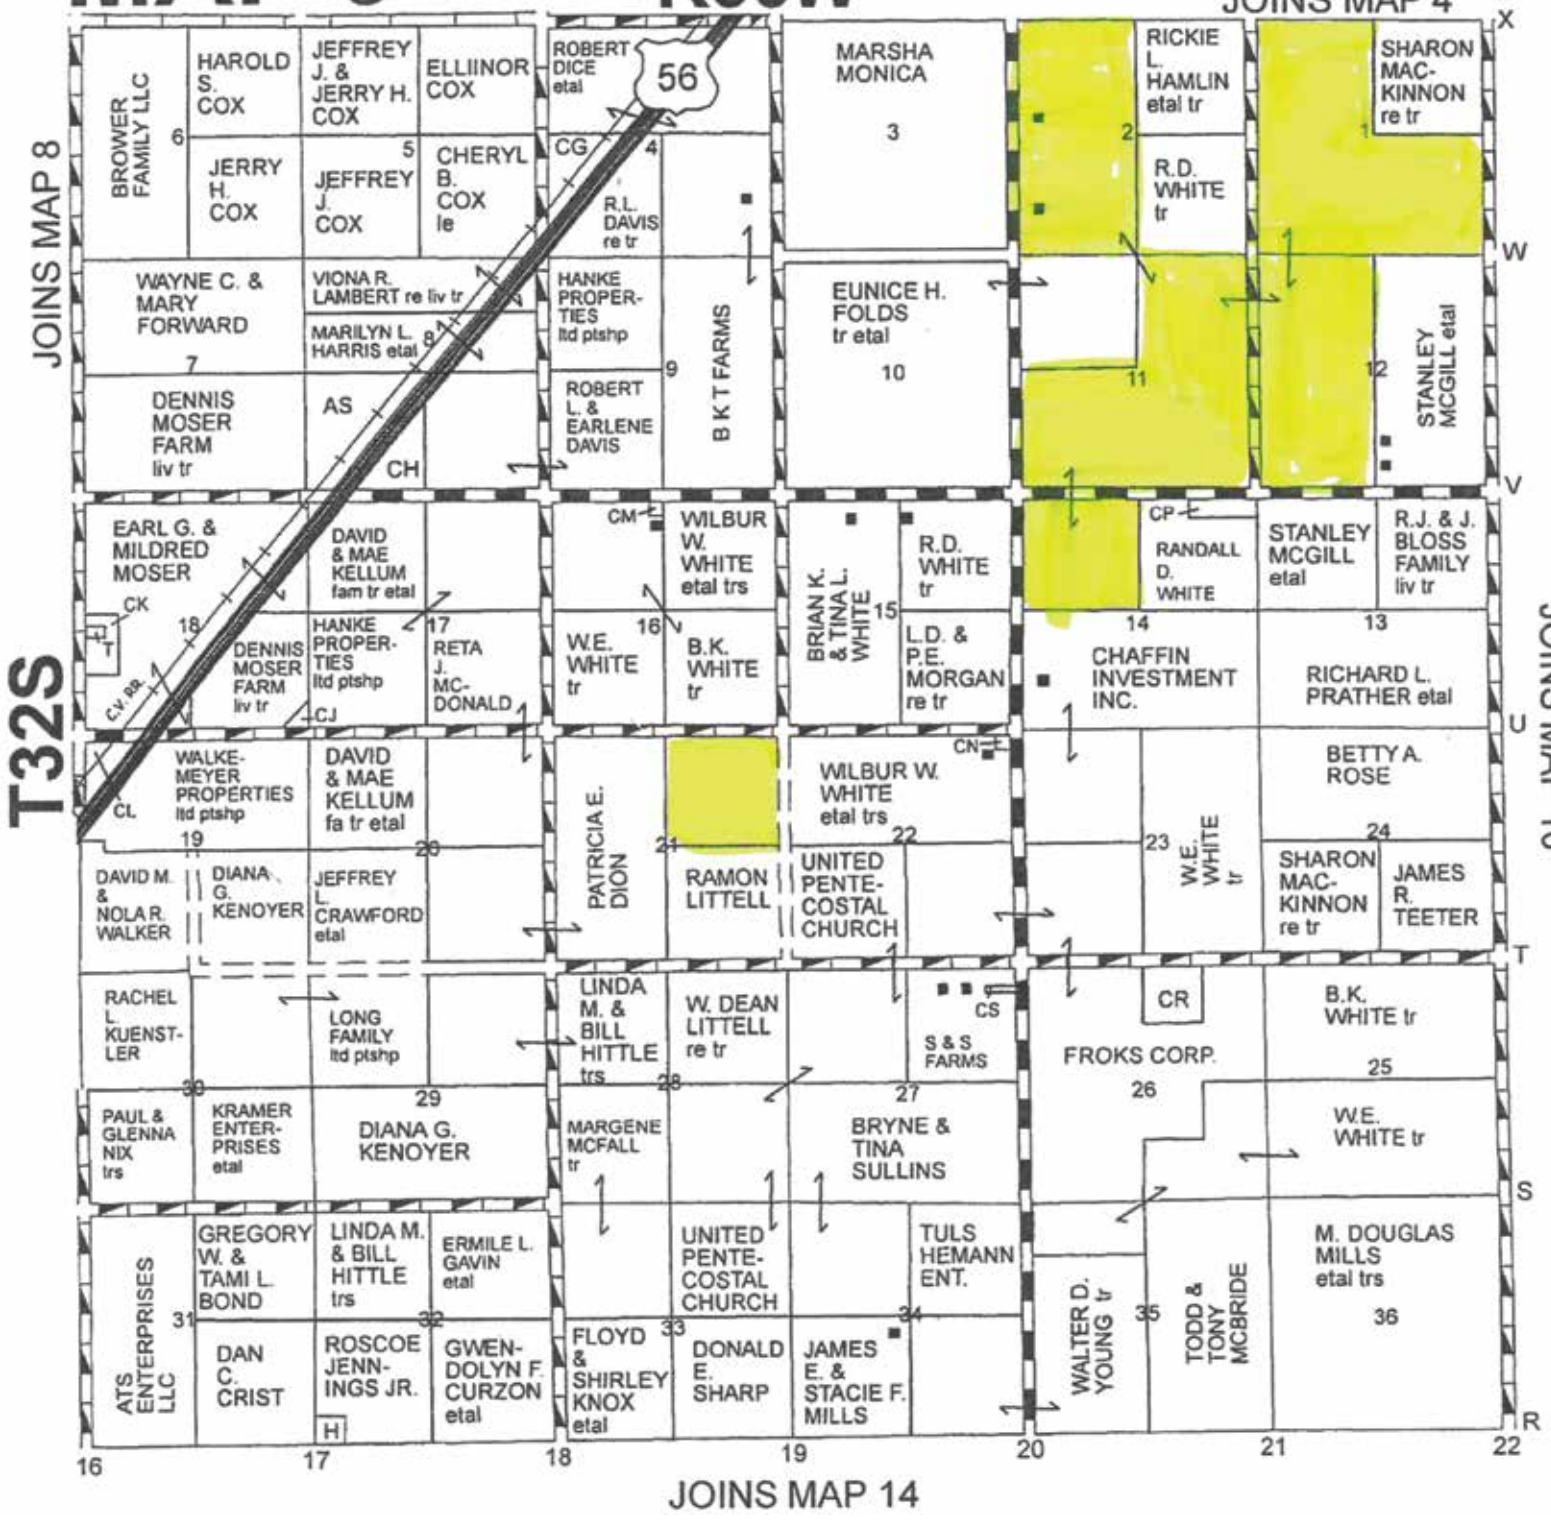 JOINS MAP 4
X
BROWER
FAMILY LLC
6
HAROLD
S.
COX
JEFFREY
J. &
JERRY H.
COX
ELLIINOR
COX
ROBERT
DICE
etal
56
MARSHA
MONICA
3
RICKIE
L.
HAMLIN
etal tr
2
1
SHARON
MAC-
KINNON
re tr
JOINS MAP 8
JERRY
H.
COX
5
JEFFREY
J.
COX
CHERYL
B.
COX
le
CG
4
R.L.
DAVIS
re tr
R.D.
WHITE
tr
W
WAYNE C. &
MARY
FORWARD
7
VIONA R.
LAMBERT re liv tr
MARILYN L.
HARRIS etal
8
HANKE
PROPER-
TIES
ltd ptshp
9
B K T FARMS
EUNICE H.
FOLDS
tr etal
10
11
12
STANLEY
MCGILL etal
DENNIS
MOSER
FARM
liv tr
AS
CH
ROBERT
L. &
EARLENE
DAVIS
V
EARL G. &
MILDRED
MOSER
DAVID
& MAE
KELLUM
fam tr etal
CM
WILBUR
W.
WHITE
etal trs
BRIAN K.
& TINA L.
WHITE
R.D.
WHITE
tr
CP
RANDALL
D.
WHITE
STANLEY
MCGILL
etal
R.J. & J.
BLOSS
FAMILY
liv tr
T32S
CK
T
18
C.V. RR.
DENNIS
MOSER
FARM
liv tr
CJ
HANKE
PROPER-
TIES
ltd ptshp
17
RETA
J.
MC-
DONALD
W.E.
WHITE
tr
16
B.K.
WHITE
tr
15
L.D. &
P.E.
MORGAN
re tr
14
CHAFFIN
INVESTMENT
INC.
13
RICHARD L.
PRATHER etal
U
WALKE-
MEYER
PROPERTIES
ltd ptshp
CL
19
DAVID
& MAE
KELLUM
fa tr etal
20
PATRICIA E.
DION
21
CN
WILBUR W.
WHITE
etal trs
22
23
W.E.
WHITE
tr
BETTY A.
ROSE
24
DAVID M.
&
NOLA R.
WALKER
DIANA
G.
KENOYER
JEFFREY
L.
CRAWFORD
etal
RAMON
LITTELL
UNITED
PENTE-
COSTAL
CHURCH
SHARON
MAC-
KINNON
re tr
JAMES
R.
TEETER
T
RACHEL
L.
KUENST-
LER
30
LONG
FAMILY
ltd ptshp
29
LINDA
M. &
BILL
HITTLE
trs
28
W. DEAN
LITTELL
re tr
CS
S & S
FARMS
27
CR
FROKS CORP.
26
B.K.
WHITE tr
25
PAUL &
GLENNA
NIX
trs
KRAMER
ENTER-
PRISES
etal
DIANA G.
KENOYER
MARGENE
MCFALL
tr
BRYNE &
TINA
SULLINS
W.E.
WHITE tr
S
ATS
ENTERPRISES
LLC
31
GREGORY
W. &
TAMI L.
BOND
LINDA M.
& BILL
HITTLE
trs
32
ERMILE L.
GAVIN
etal
UNITED
PENTE-
COSTAL
CHURCH
33
TULS
HEMANN
ENT.
34
WALTER D.
YOUNG tr
35
TODD &
TONY
MCBRIDE
M. DOUGLAS
MILLS
etal trs
36
DAN
C.
CRIST
ROSCOE
JENN-
INGS JR.
H
GWEN-
DOLYN F.
CURZON
etal
FLOYD
&
SHIRLEY
KNOX
etal
DONALD
E.
SHARP
JAMES
E. &
STACIE F.
MILLS
R
16
17
18
19
20
21
22
JOINS MAP 14